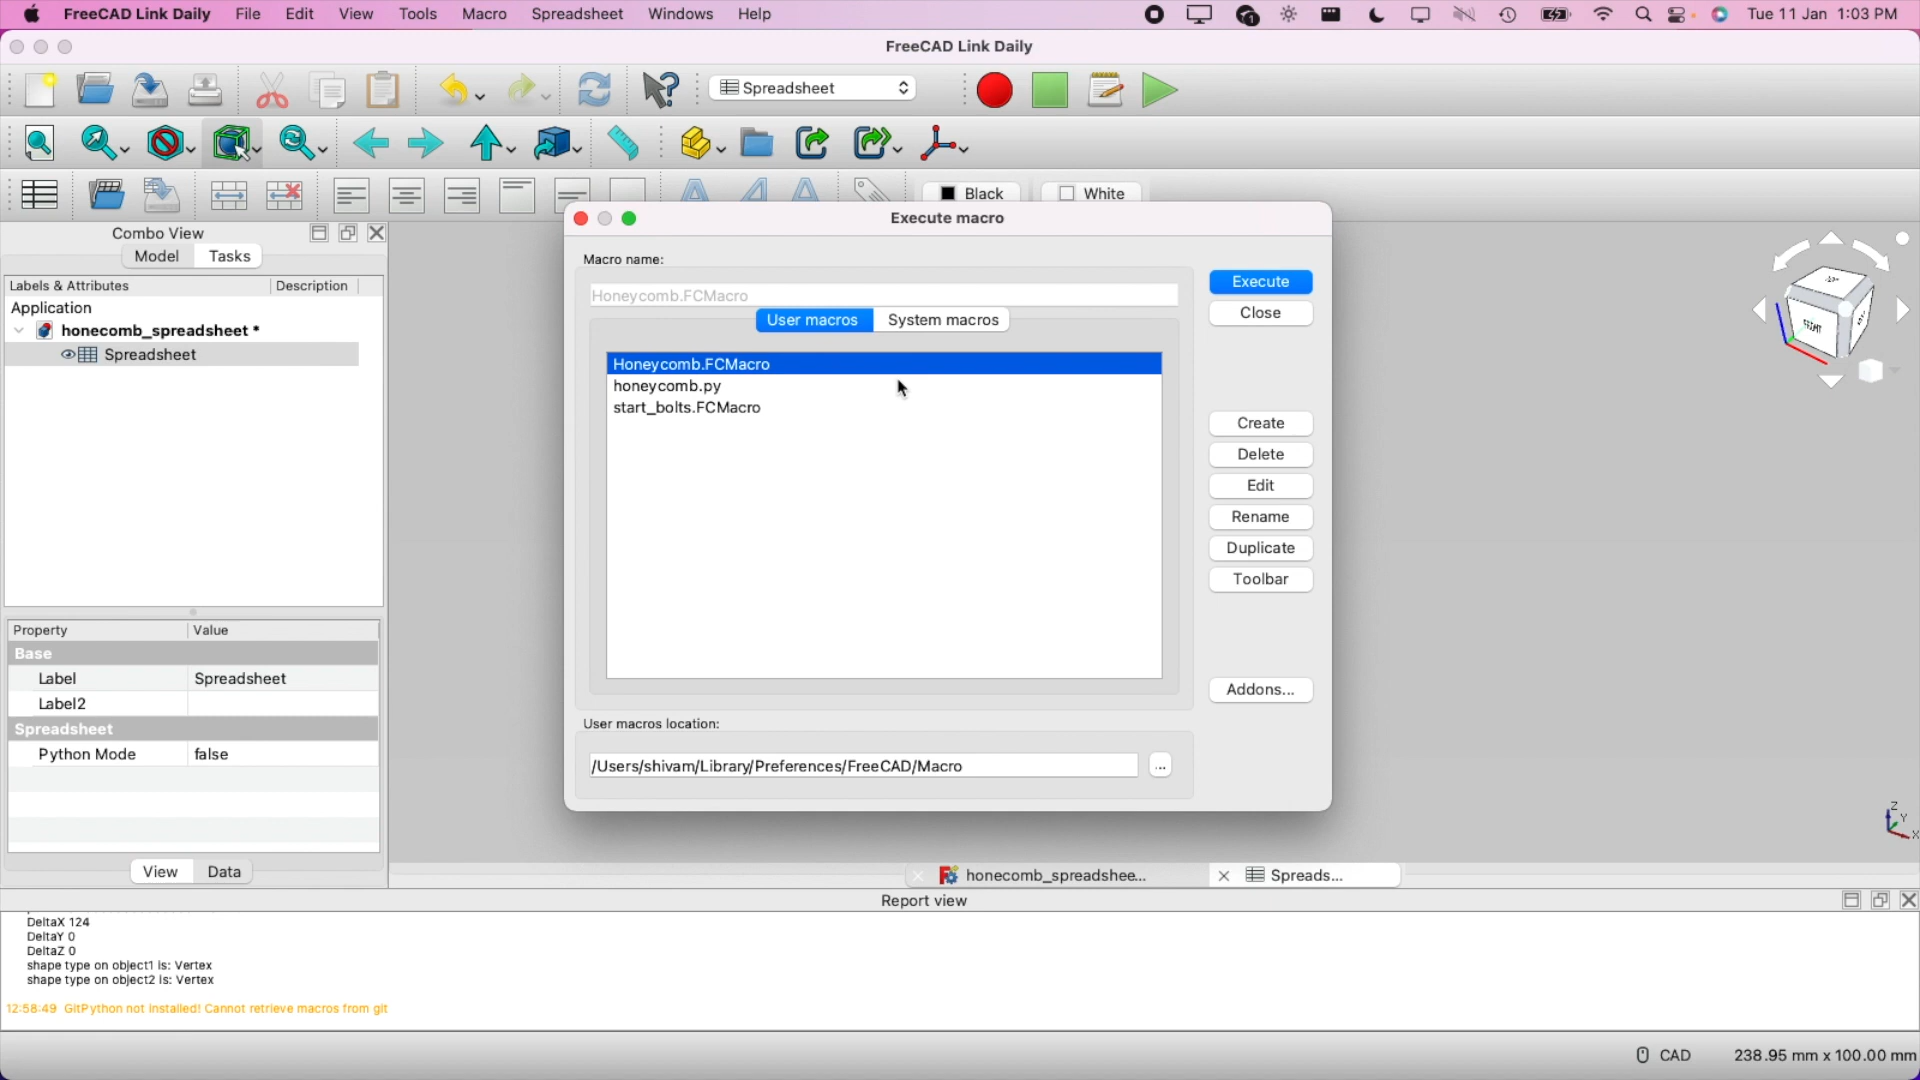 FreeCAD Link Daily File Edit View Tools Macro Spreadsheet Windows Help Tue 11 Jan 1:03 PM
FreeCAD Link Daily
Spreadsheet
Black White
Combo View
Model Tasks
Labels & Attributes Description
Application
honecomb_spreadsheet *
Spreadsheet
Property Value
Base
Label Spreadsheet
Label2
Spreadsheet
Python Mode false
View Data
Execute macro
Macro name:
Honeycomb.FCMacro
User macros System macros
Honeycomb.FCMacro
honeycomb.py
start_bolts.FCMacro
Execute
Close
Create
Delete
Edit
Rename
Duplicate
Toolbar
Addons...
User macros location:
/Users/shivam/Library/Preferences/FreeCAD/Macro
...
FRONT
Z
Y
X
honecomb_spreadshee... Spreads...
Report view
DeltaX 124
DeltaY 0
DeltaZ 0
shape type on object1 is: Vertex
shape type on object2 is: Vertex
12:58:49 GitPython not installed! Cannot retrieve macros from git
CAD 238.95 mm x 100.00 mm